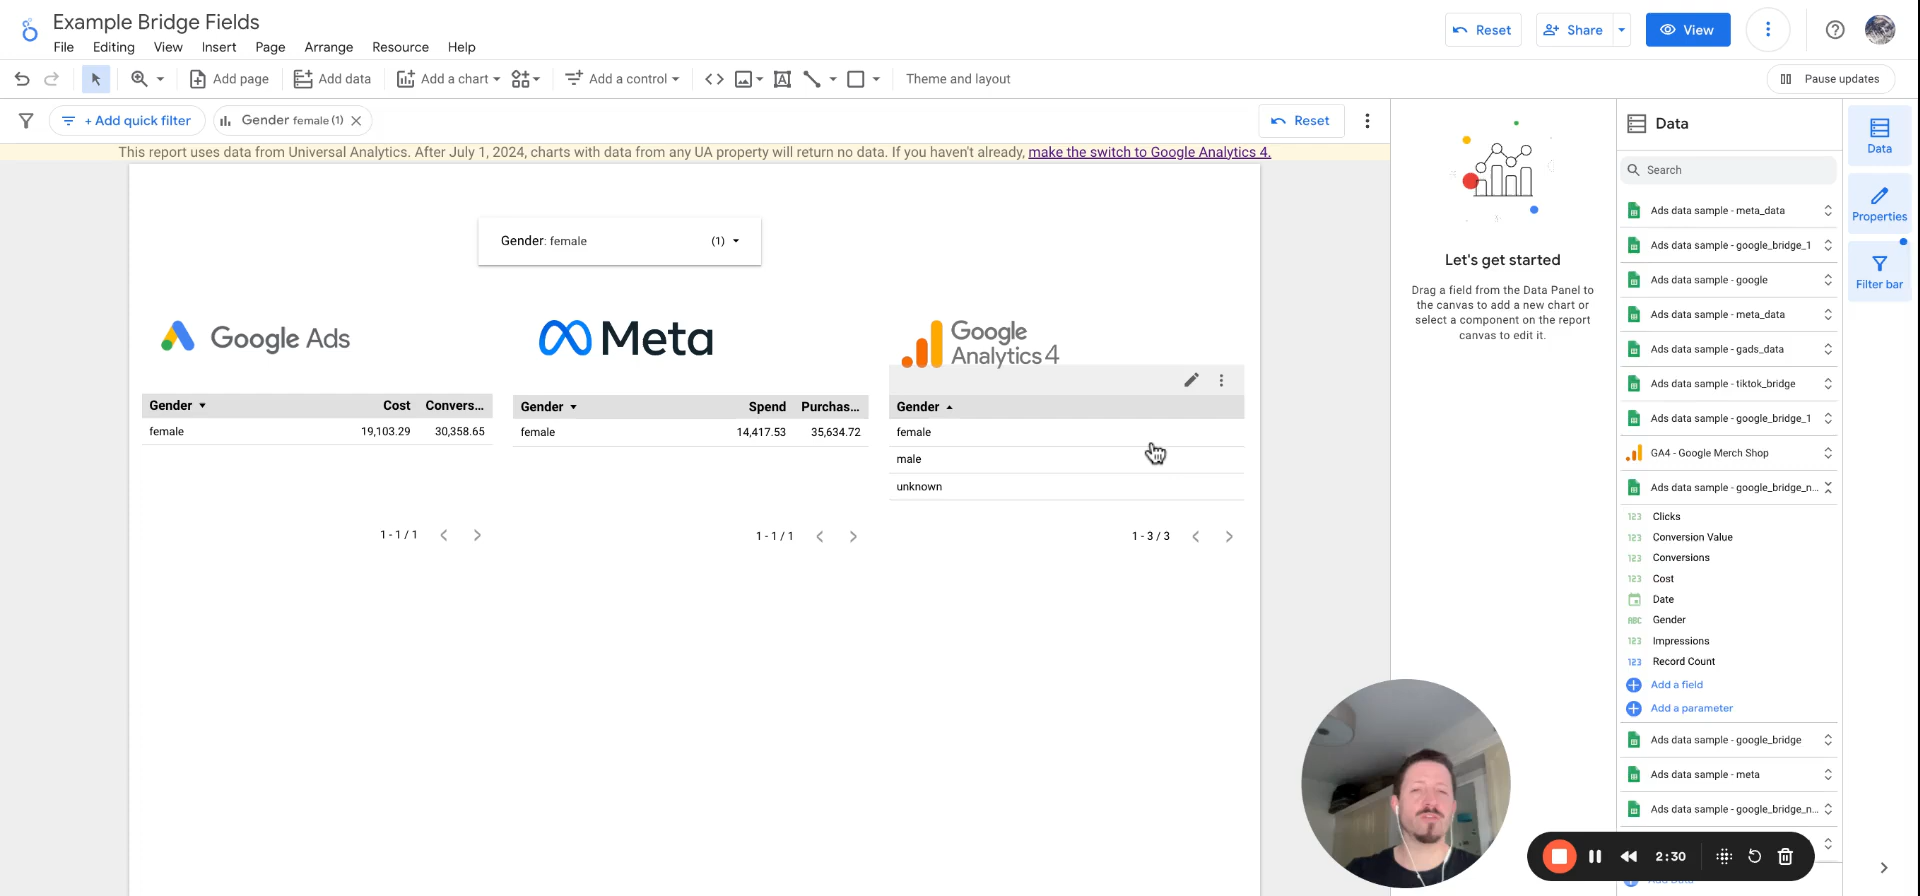 Example Bridge Fields
File Editing View Insert Page Arrange Resource Help
Reset
Share
View
Add page
Add data
Add a chart
Add a control
Theme and layout
Pause updates
+ Add quick filter
Gender female (1)
Reset
This report uses data from Universal Analytics. After July 1, 2024, charts with data from any UA property will return no data. If you haven't already, make the switch to Google Analytics 4.
Gender: female (1)
Google Ads
Gender Cost Convers...
female 19,103.29 30,358.65
1 - 1 / 1
Meta
Gender Spend Purchas...
female 14,417.53 35,634.72
1 - 1 / 1
Google
Analytics 4
Gender
female
male
unknown
1 - 3 / 3
Let's get started
Drag a field from the Data Panel to
the canvas to add a new chart or
select a component on the report
canvas to edit it.
Data
Search
Ads data sample - meta_data
Ads data sample - google_bridge_1
Ads data sample - google
Ads data sample - meta_data
Ads data sample - gads_data
Ads data sample - tiktok_bridge
Ads data sample - google_bridge_1
GA4 - Google Merch Shop
Ads data sample - google_bridge_n...
123 Clicks
123 Conversion Value
123 Conversions
123 Cost
Date
ABC Gender
123 Impressions
123 Record Count
Add a field
Add a parameter
Ads data sample - google_bridge
Ads data sample - meta
Ads data sample - google_bridge_n...
Data
Properties
Filter bar
2:30